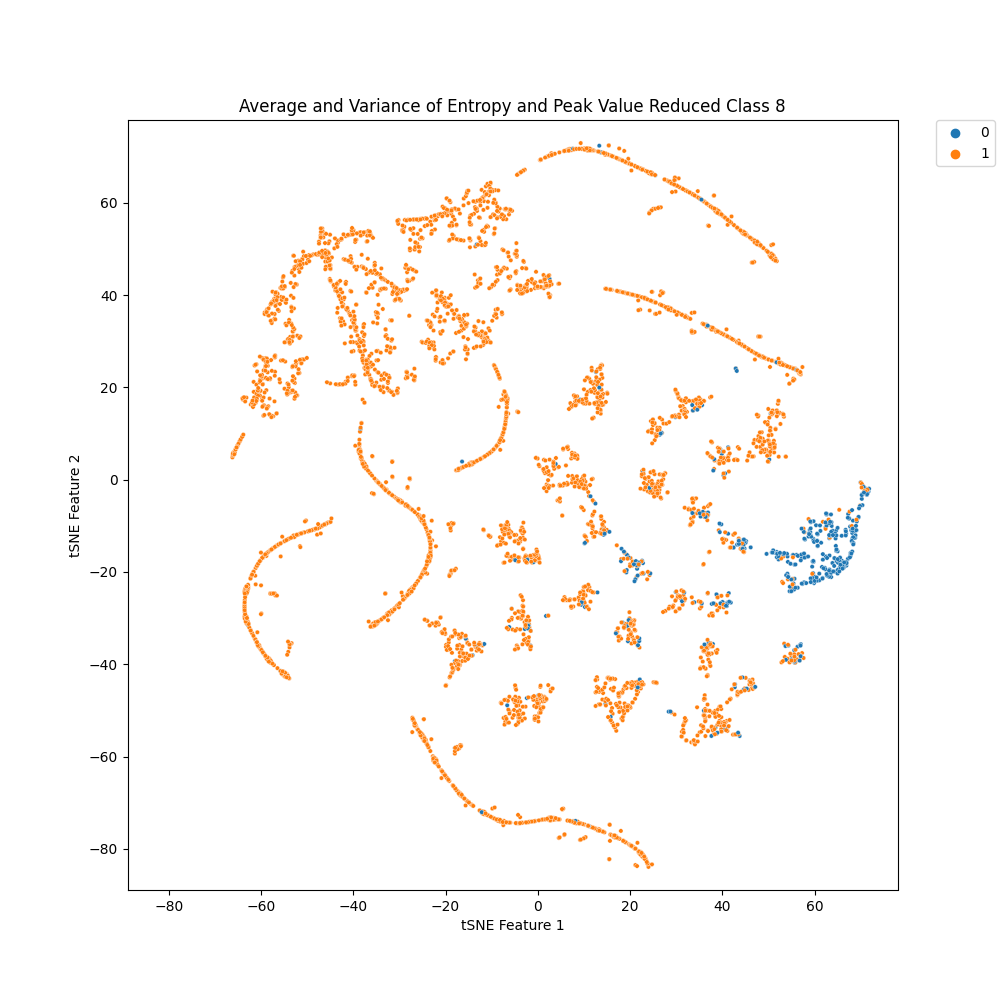 Average and Variance of Entropy and Peak Value Reduced Class 8
0
1
60
40
20
0
−20
−40
−60
−80
tSNE Feature 2
−80 −60 −40 −20 0 20 40 60
tSNE Feature 1